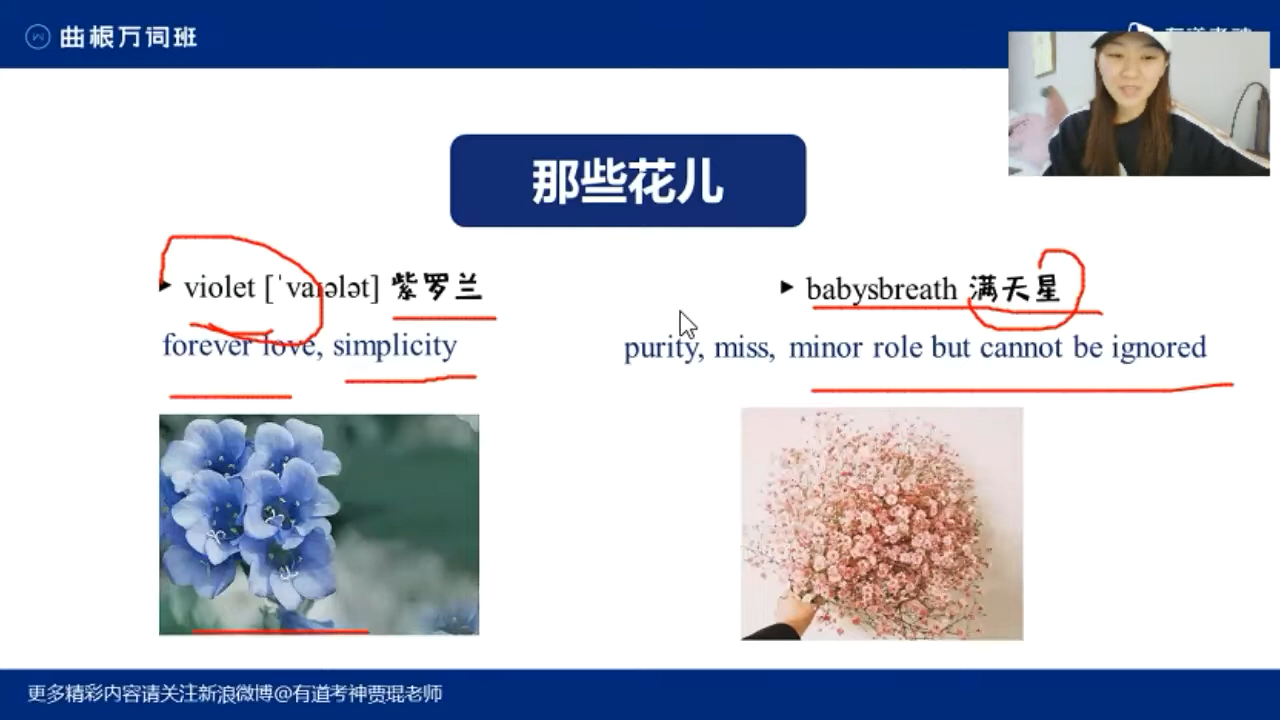 曲根万词班
那些花儿
violet [ˈvaɪələt] 紫罗兰
forever love, simplicity
babysbreath 满天星
purity, miss, minor role but cannot be ignored
更多精彩内容请关注新浪微博@有道考神贾琨老师